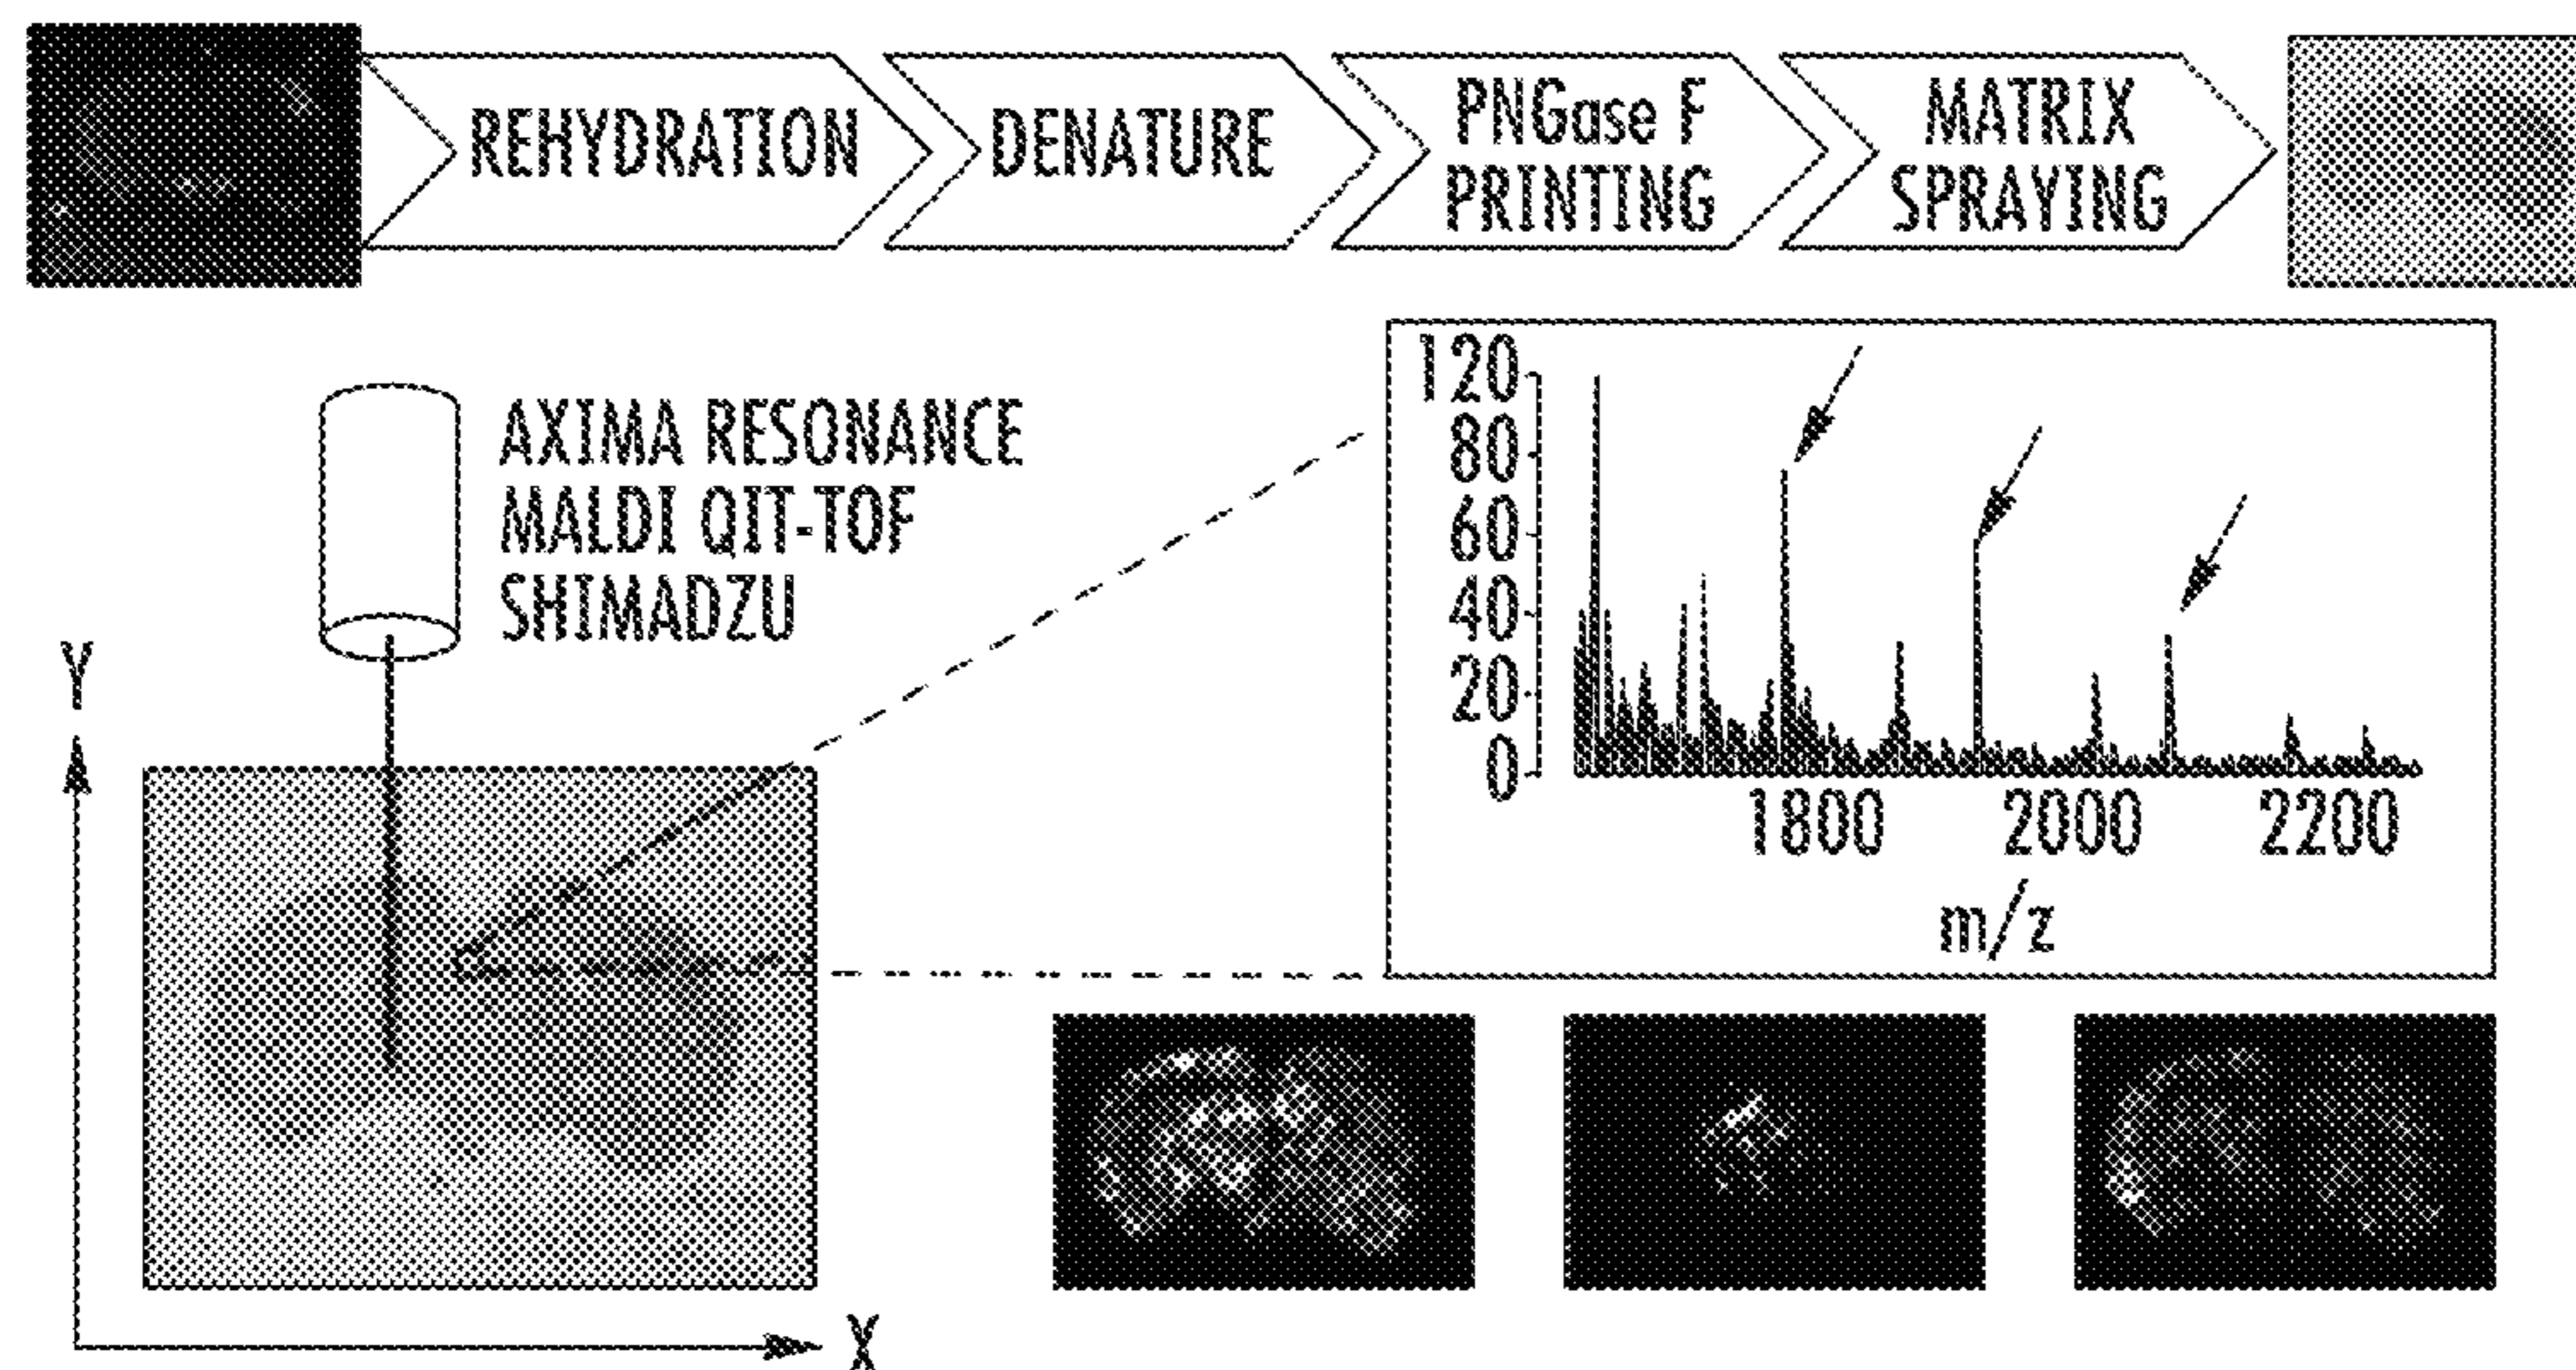 REHYDRATION
DENATURE
PNGase F
PRINTING
MATRIX
SPRAYING
AXIMA RESONANCE
MALDI QIT-TOF
SHIMADZU
Y
X
120
80
60
40
20
0
1800 2000 2200
m/z